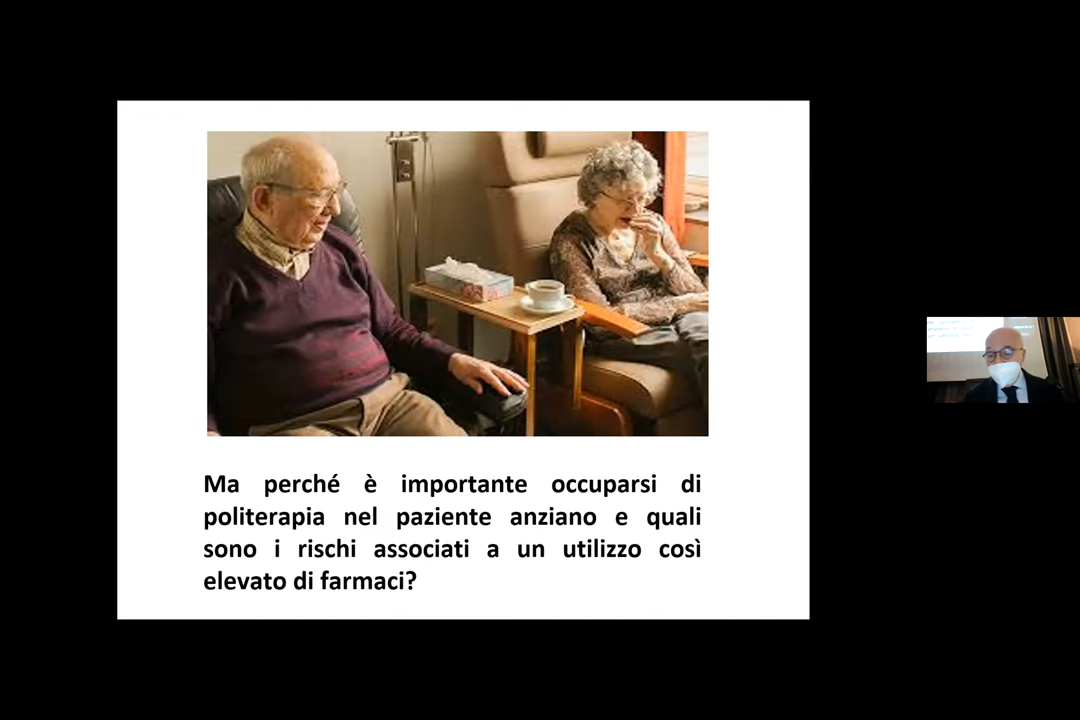 Ma perché è importante occuparsi di
politerapia nel paziente anziano e quali
sono i rischi associati a un utilizzo così
elevato di farmaci?